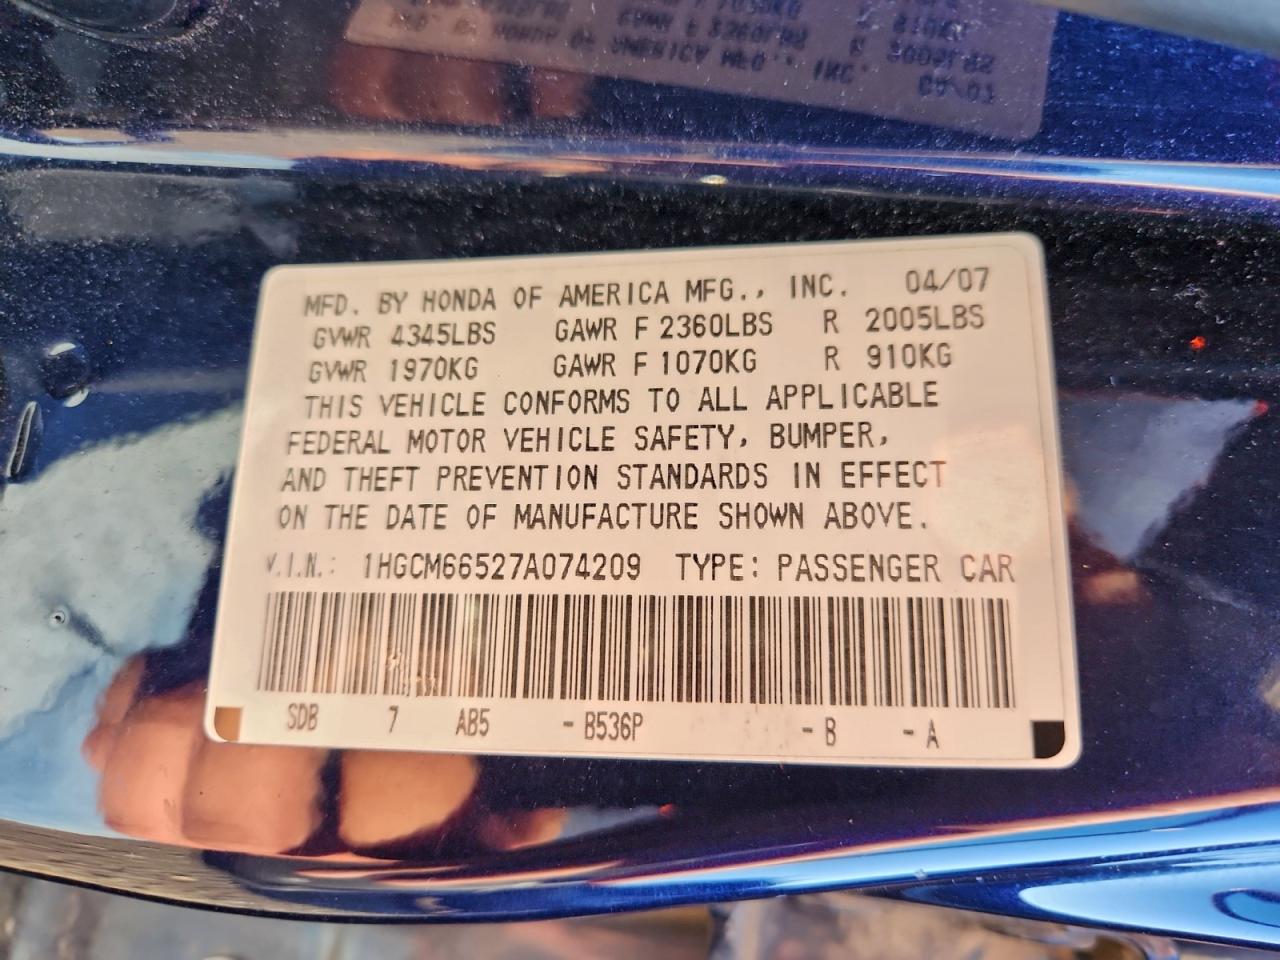 MFD. BY HONDA OF AMERICA MFG., INC. 04/07
GVWR 4345LBS GAWR F 2360LBS R 2005LBS
GVWR 1970KG GAWR F 1070KG R 910KG
THIS VEHICLE CONFORMS TO ALL APPLICABLE
FEDERAL MOTOR VEHICLE SAFETY, BUMPER,
AND THEFT PREVENTION STANDARDS IN EFFECT
ON THE DATE OF MANUFACTURE SHOWN ABOVE.
V.I.N.: 1HGCM66527A074209 TYPE: PASSENGER CAR
SDB 7 AB5 - B536P - B - A